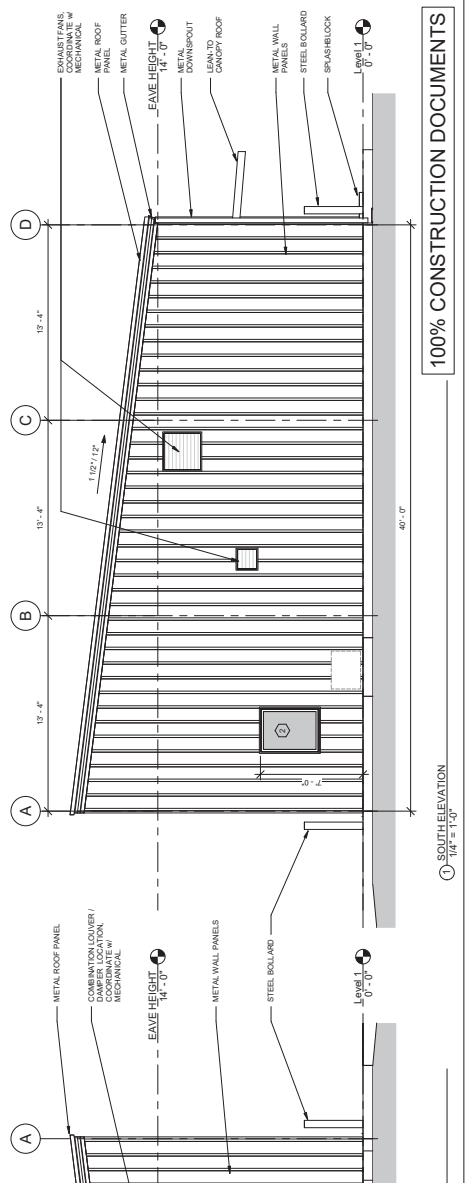 A
METAL ROOF PANEL
COMBINATION LOUVER /
DAMPER LOCATION,
COORDINATE w/
MECHANICAL
EAVE HEIGHT
14' - 0"
METAL WALL PANELS
STEEL BOLLARD
Level 1
0' - 0"
A
B
C
D
13' - 4"
13' - 4"
13' - 4"
1 1/2" / 12"
EXHAUST FANS,
COORDINATE w/
MECHANICAL
METAL ROOF
PANEL
METAL GUTTER
EAVE HEIGHT
14' - 0"
METAL
DOWNSPOUT
LEAN-TO
CANOPY ROOF
METAL WALL
PANELS
STEEL BOLLARD
SPLASHBLOCK
Level 1
0' - 0"
2
7' - 0"
40' - 0"
1 SOUTH ELEVATION
1/4" = 1'-0"
100% CONSTRUCTION DOCUMENTS